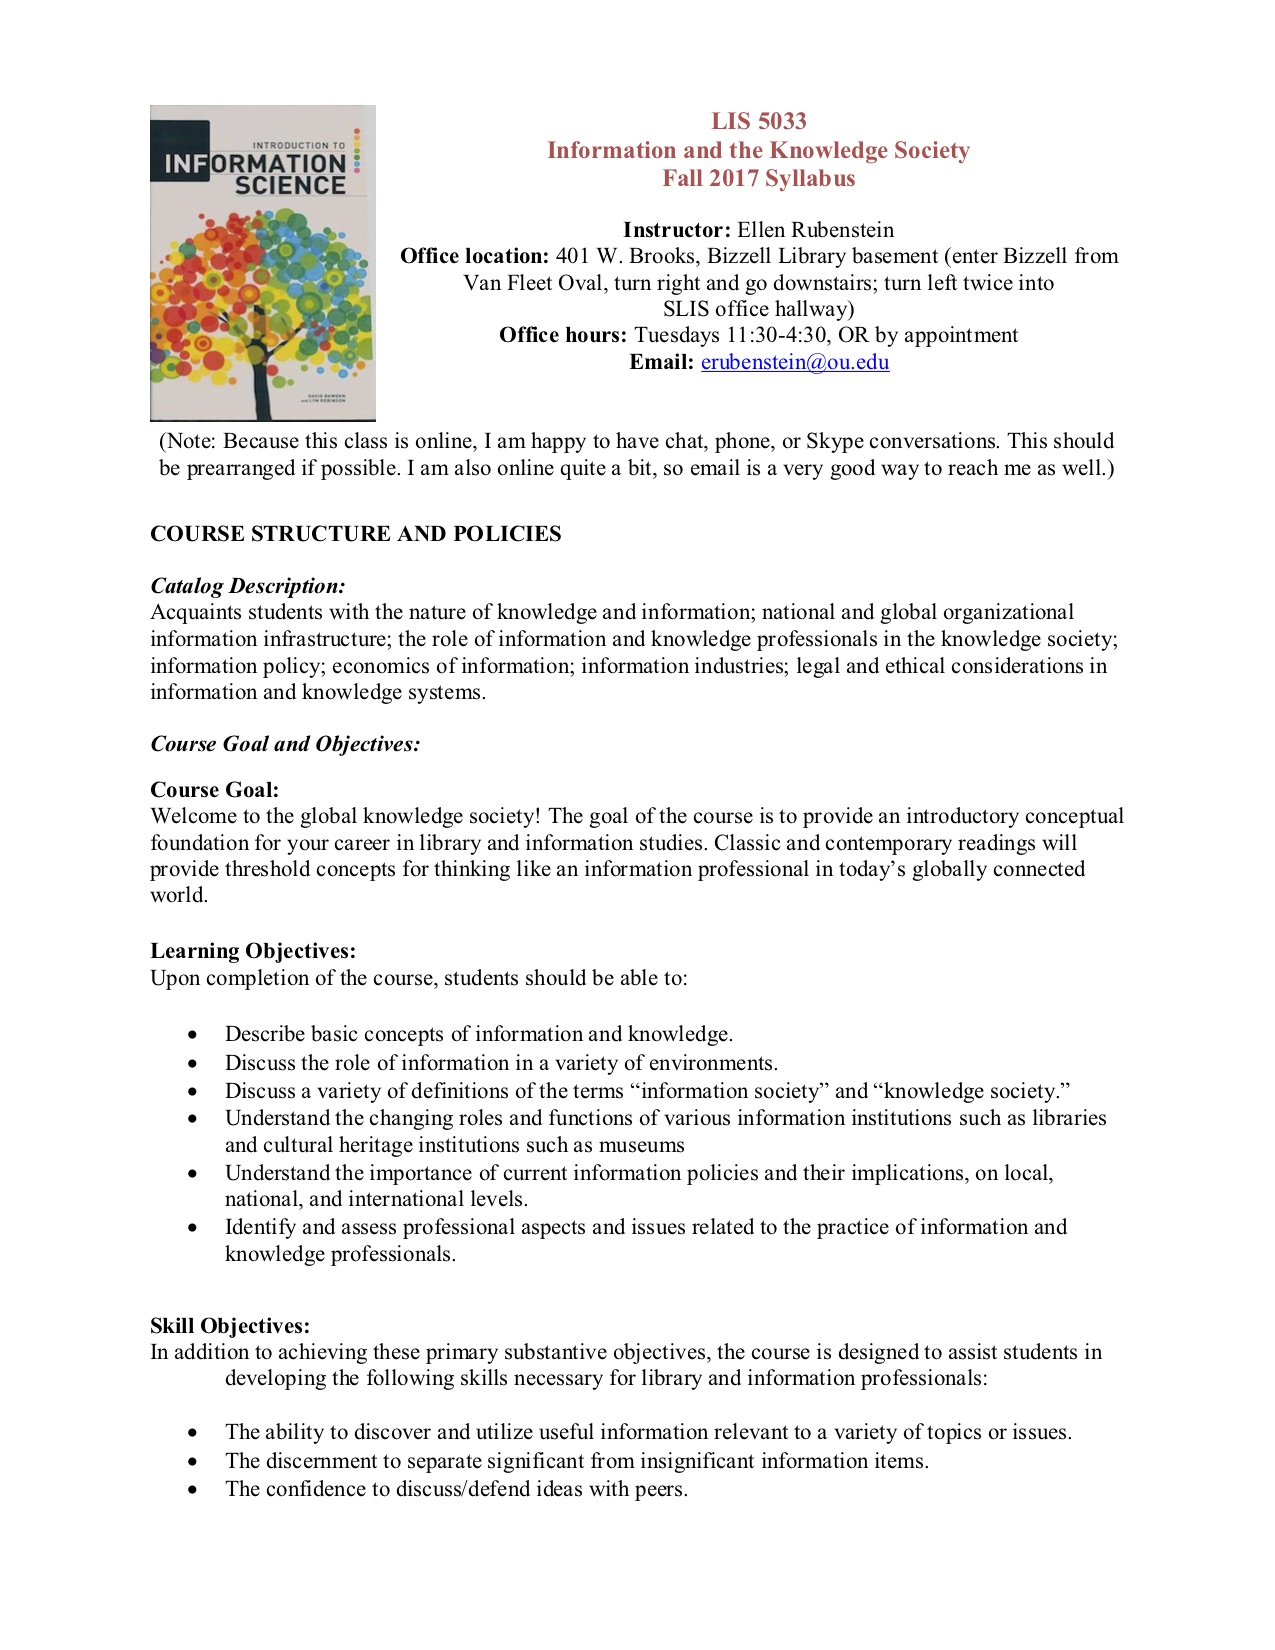 INTRODUCTION TO
INFORMATION
SCIENCE
DAVID BAWDEN
and LYN ROBINSON
LIS 5033
Information and the Knowledge Society
Fall 2017 Syllabus
Instructor: Ellen Rubenstein
Office location: 401 W. Brooks, Bizzell Library basement (enter Bizzell from
Van Fleet Oval, turn right and go downstairs; turn left twice into
SLIS office hallway)
Office hours: Tuesdays 11:30-4:30, OR by appointment
Email: erubenstein@ou.edu
(Note: Because this class is online, I am happy to have chat, phone, or Skype conversations. This should
be prearranged if possible. I am also online quite a bit, so email is a very good way to reach me as well.)
COURSE STRUCTURE AND POLICIES
Catalog Description:
Acquaints students with the nature of knowledge and information; national and global organizational
information infrastructure; the role of information and knowledge professionals in the knowledge society;
information policy; economics of information; information industries; legal and ethical considerations in
information and knowledge systems.
Course Goal and Objectives:
Course Goal:
Welcome to the global knowledge society! The goal of the course is to provide an introductory conceptual
foundation for your career in library and information studies. Classic and contemporary readings will
provide threshold concepts for thinking like an information professional in today’s globally connected
world.
Learning Objectives:
Upon completion of the course, students should be able to:
• Describe basic concepts of information and knowledge.
• Discuss the role of information in a variety of environments.
• Discuss a variety of definitions of the terms “information society” and “knowledge society.”
• Understand the changing roles and functions of various information institutions such as libraries
and cultural heritage institutions such as museums
• Understand the importance of current information policies and their implications, on local,
national, and international levels.
• Identify and assess professional aspects and issues related to the practice of information and
knowledge professionals.
Skill Objectives:
In addition to achieving these primary substantive objectives, the course is designed to assist students in
developing the following skills necessary for library and information professionals:
• The ability to discover and utilize useful information relevant to a variety of topics or issues.
• The discernment to separate significant from insignificant information items.
• The confidence to discuss/defend ideas with peers.